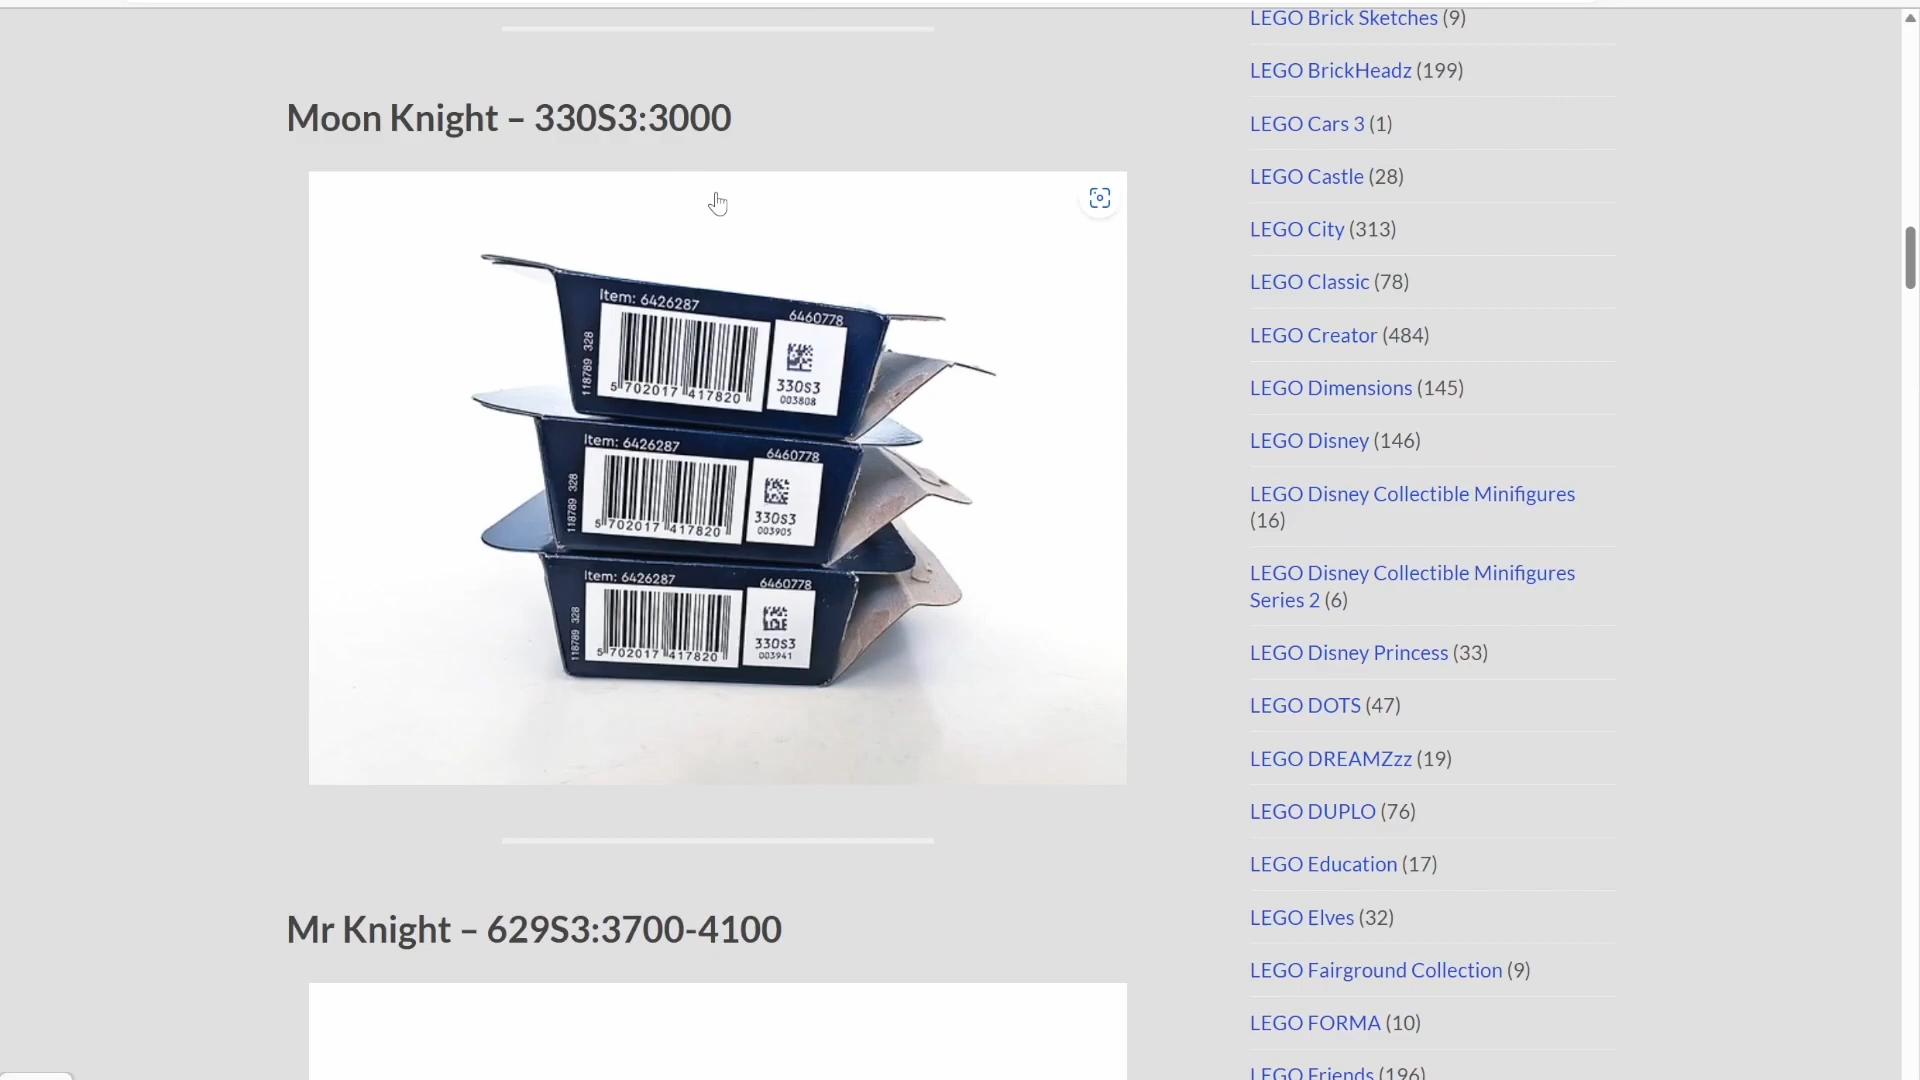 Moon Knight – 330S3:3000
Item: 6426287
6460778
118789 328
5 702017 417820
330S3
003808
Item: 6426287
6460778
118789 328
5 702017 417820
330S3
003905
Item: 6426287
6460778
118789 328
5 702017 417820
330S3
003941
Mr Knight – 629S3:3700-4100
LEGO Brick Sketches (9)
LEGO BrickHeadz (199)
LEGO Cars 3 (1)
LEGO Castle (28)
LEGO City (313)
LEGO Classic (78)
LEGO Creator (484)
LEGO Dimensions (145)
LEGO Disney (146)
LEGO Disney Collectible Minifigures
(16)
LEGO Disney Collectible Minifigures
Series 2 (6)
LEGO Disney Princess (33)
LEGO DOTS (47)
LEGO DREAMZzz (19)
LEGO DUPLO (76)
LEGO Education (17)
LEGO Elves (32)
LEGO Fairground Collection (9)
LEGO FORMA (10)
LEGO Friends (196)